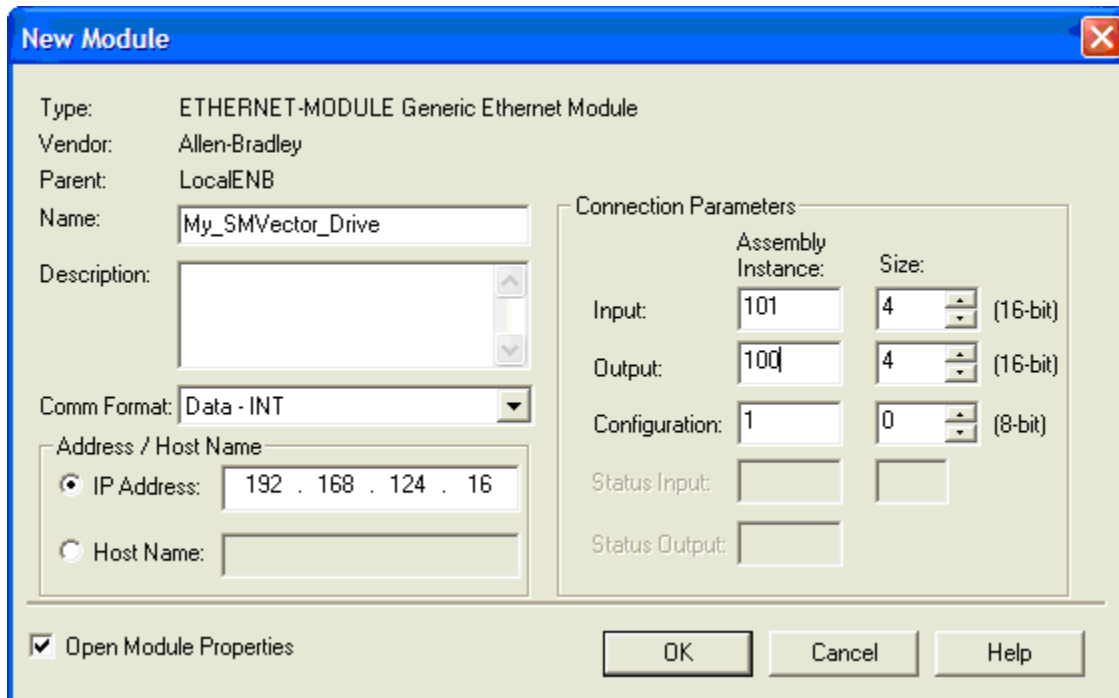 New Module
Type: ETHERNET-MODULE Generic Ethernet Module
Vendor: Allen-Bradley
Parent: LocalENB
Name: My_SMVector_Drive
Description:
Comm Format: Data - INT
Address / Host Name
IP Address: 192 . 168 . 124 . 16
Host Name:
Connection Parameters
Assembly Instance: Size:
Input: 101 4 (16-bit)
Output: 100 4 (16-bit)
Configuration: 1 0 (8-bit)
Status Input:
Status Output:
Open Module Properties
OK Cancel Help